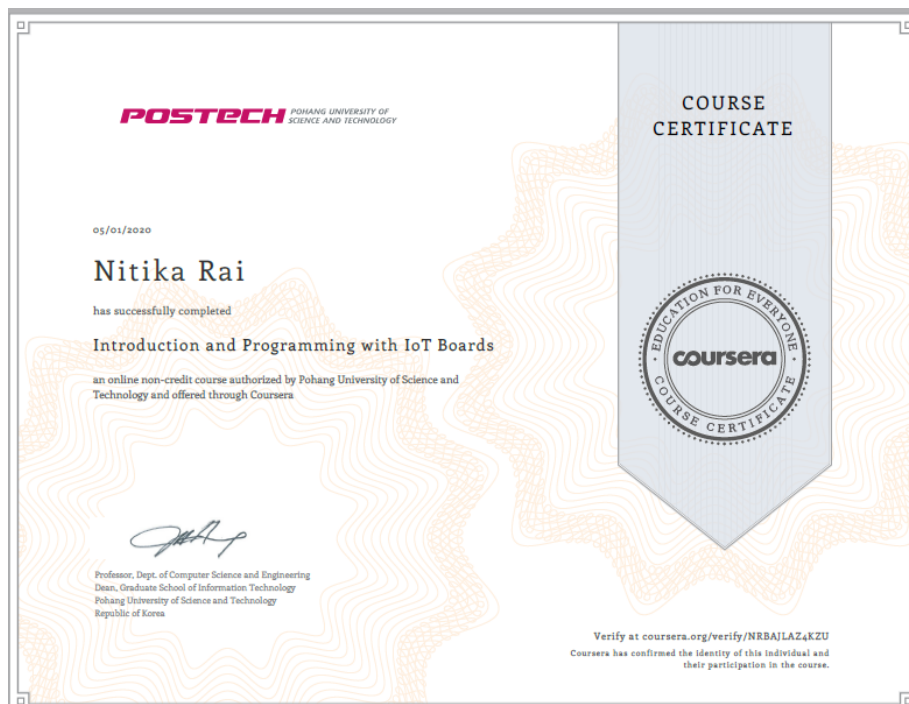 POSTECH POHANG UNIVERSITY OF
SCIENCE AND TECHNOLOGY
COURSE
CERTIFICATE
05/01/2020
Nitika Rai
has successfully completed
Introduction and Programming with IoT Boards
an online non-credit course authorized by Pohang University of Science and
Technology and offered through Coursera
EDUCATION FOR EVERYONE
coursera
COURSE CERTIFICATE
Professor, Dept. of Computer Science and Engineering
Dean, Graduate School of Information Technology
Pohang University of Science and Technology
Republic of Korea
Verify at coursera.org/verify/NRBAJLAZ4KZU
Coursera has confirmed the identity of this individual and
their participation in the course.